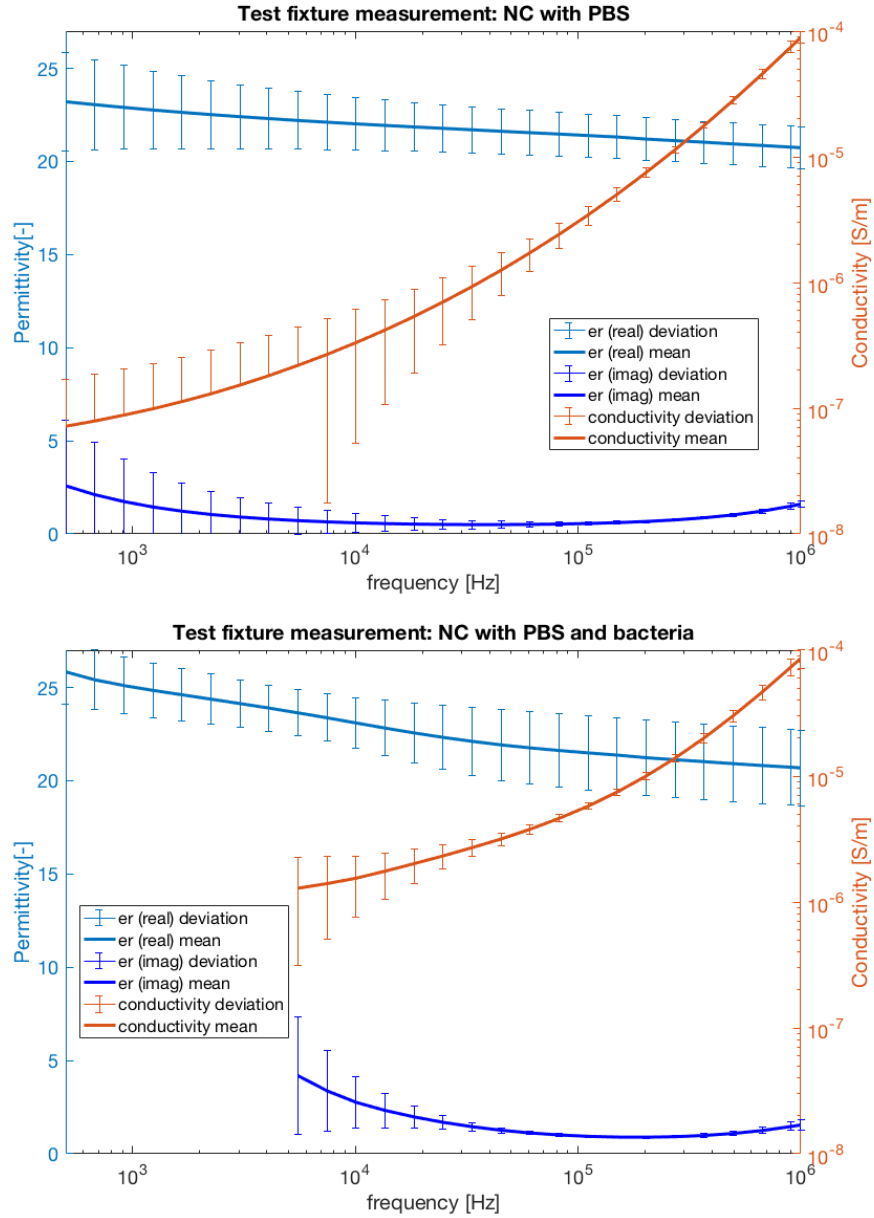 Test fixture measurement: NC with PBS
25
20
15
10
5
0
Permittivity[-]
10^-4
10^-5
10^-6
10^-7
10^-8
Conductivity [S/m]
er (real) deviation
er (real) mean
er (imag) deviation
er (imag) mean
conductivity deviation
conductivity mean
10^3
10^4
10^5
10^6
frequency [Hz]
Test fixture measurement: NC with PBS and bacteria
25
20
15
10
5
0
Permittivity[-]
10^-4
10^-5
10^-6
10^-7
10^-8
Conductivity [S/m]
er (real) deviation
er (real) mean
er (imag) deviation
er (imag) mean
conductivity deviation
conductivity mean
10^3
10^4
10^5
10^6
frequency [Hz]